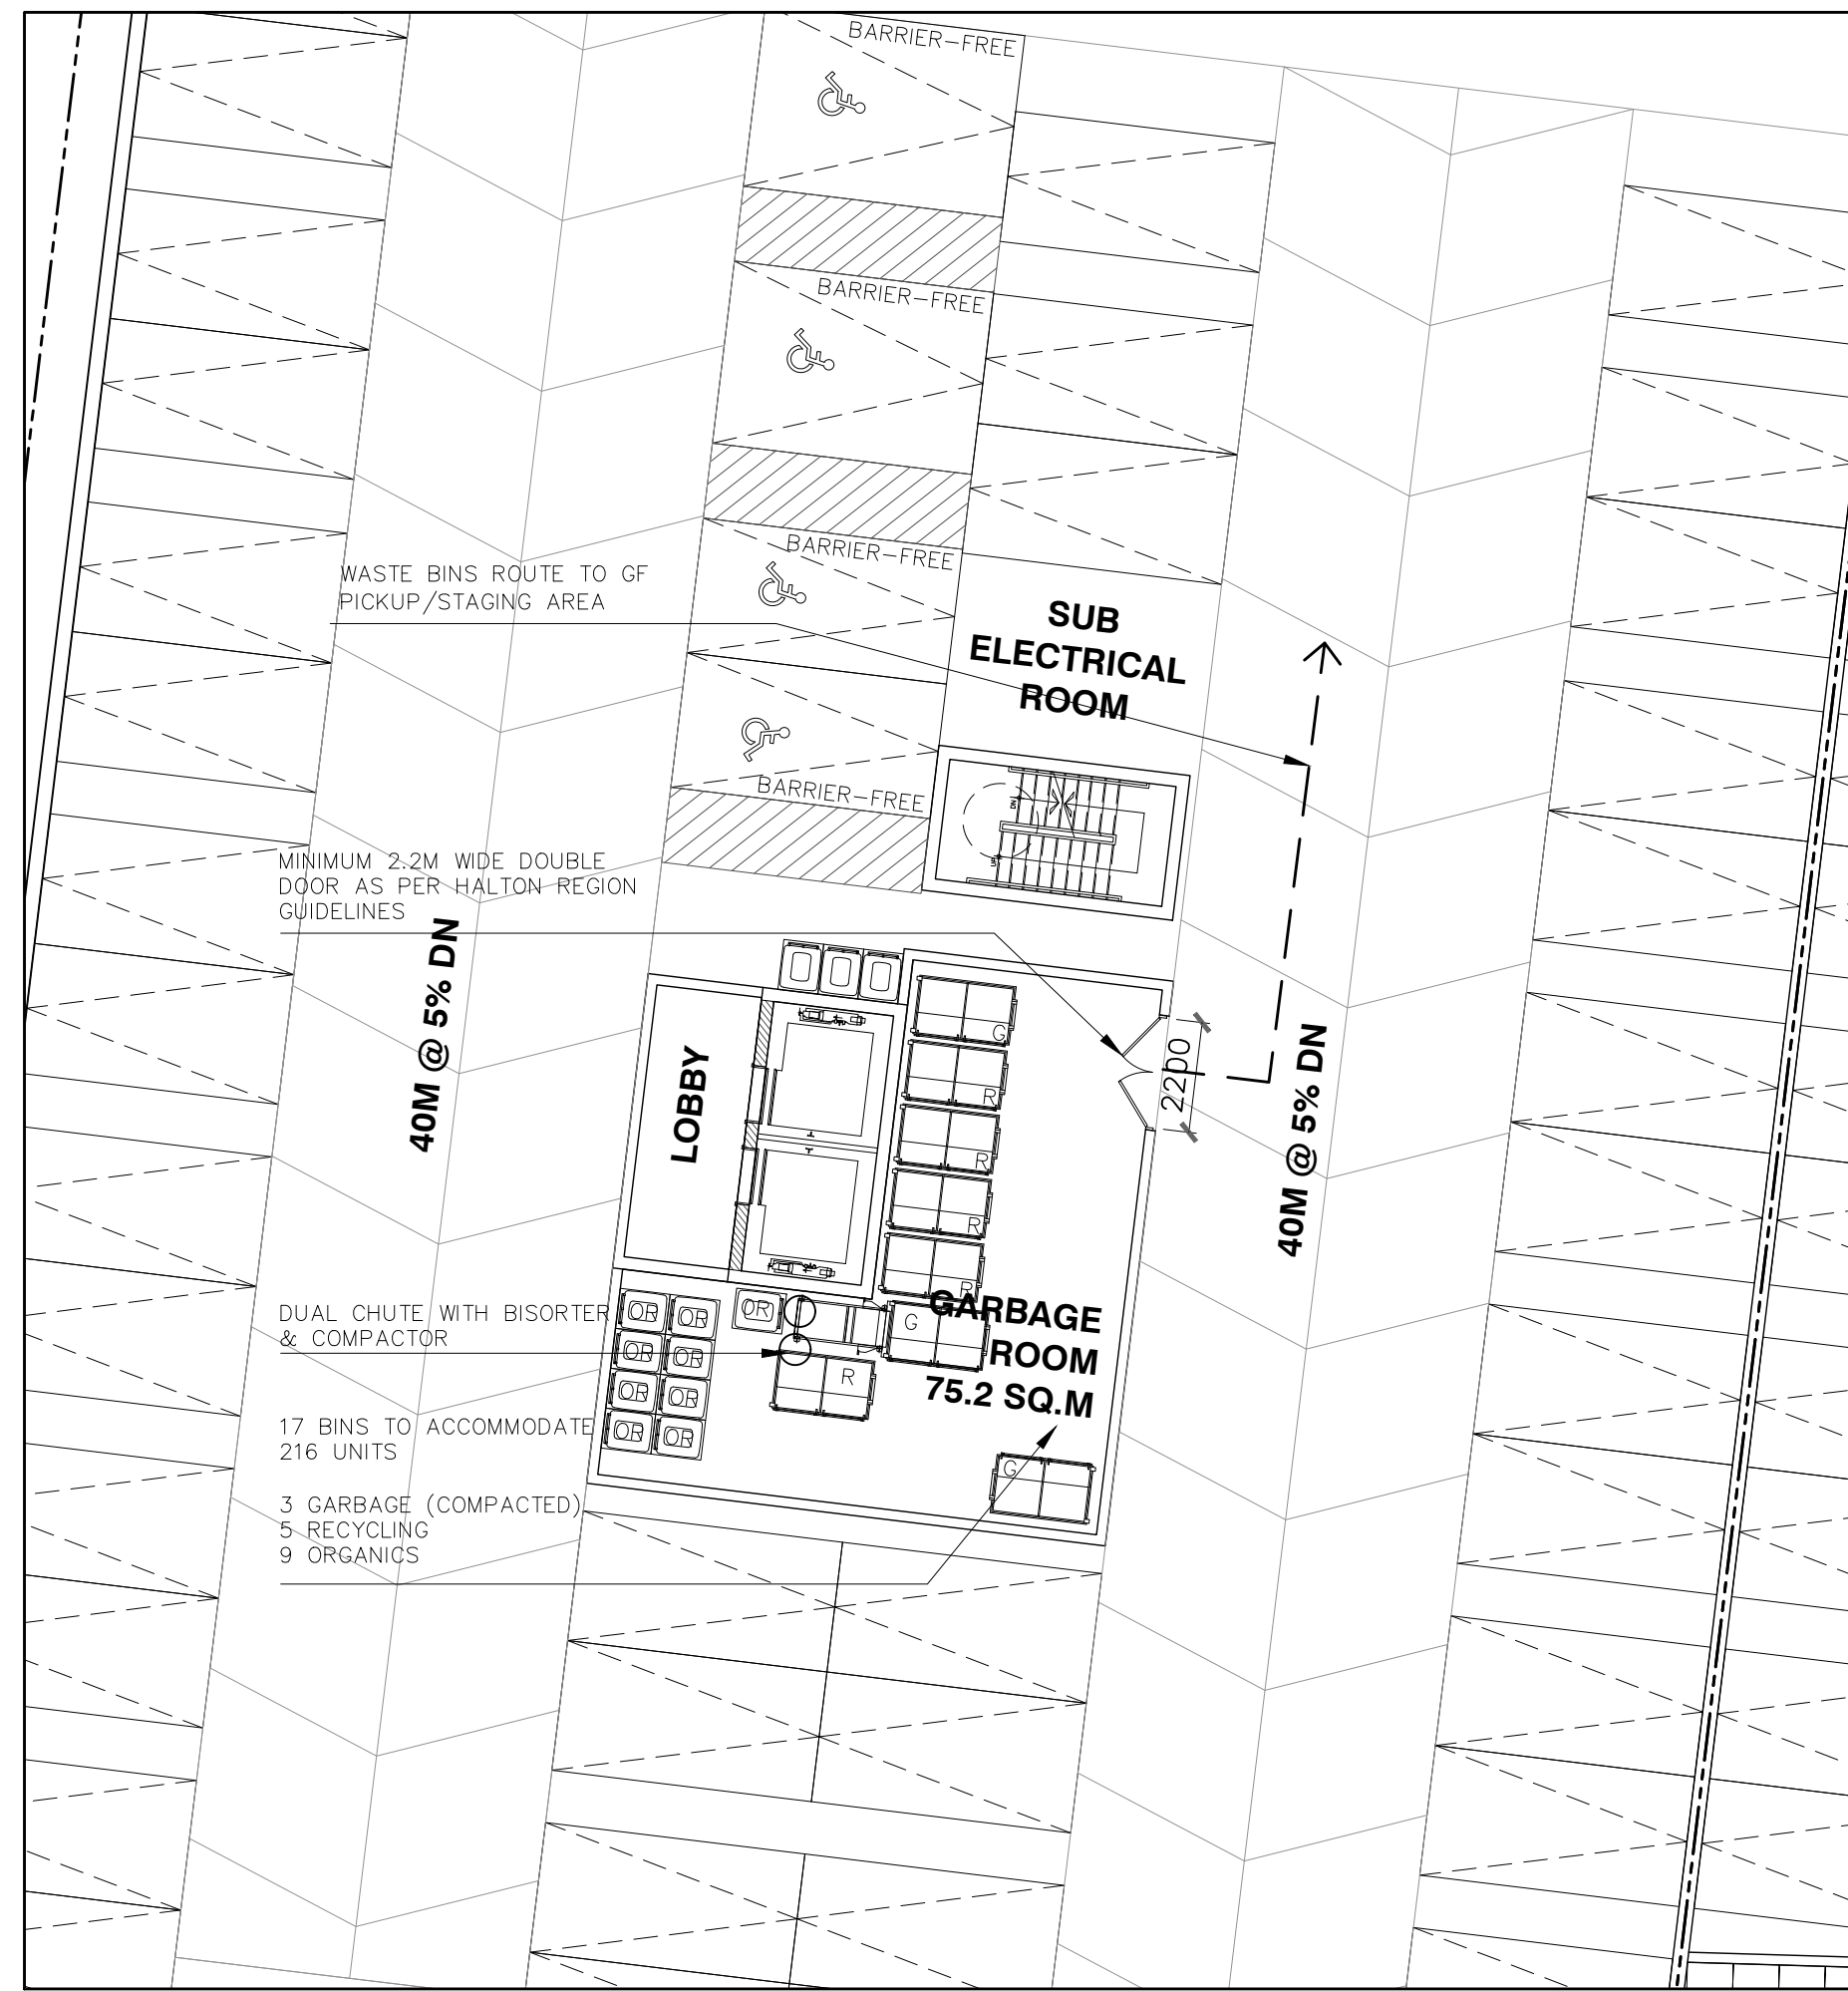 BARRIER-FREE
BARRIER-FREE
BARRIER-FREE
WASTE BINS ROUTE TO GF
PICKUP/STAGING AREA
SUB
ELECTRICAL
ROOM
BARRIER-FREE
DN
UP
MINIMUM 2.2M WIDE DOUBLE
DOOR AS PER HALTON REGION
GUIDELINES
40M @ 5% DN
LOBBY
G
R
R
R
R
2200
40M @ 5% DN
DUAL CHUTE WITH BISORTER
& COMPACTOR
OR
OR
OR
OR
OR
OR
OR
OR
OR
G
R
GARBAGE
ROOM
75.2 SQ.M
G
17 BINS TO ACCOMMODATE
216 UNITS
3 GARBAGE (COMPACTED)
5 RECYCLING
9 ORGANICS